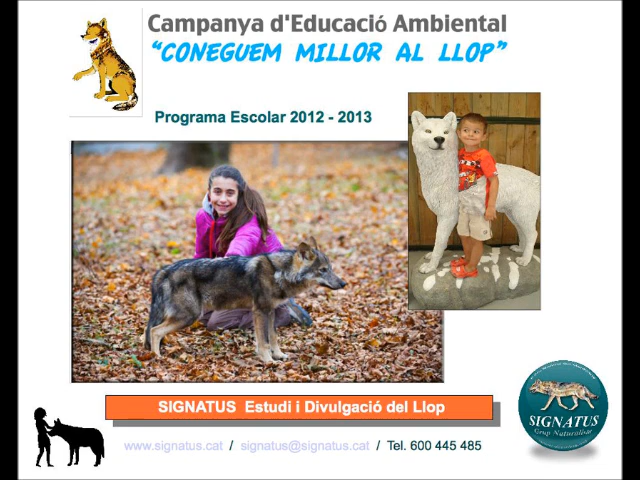 Campanya d'Educació Ambiental
“CONEGUEM MILLOR AL LLOP”
Programa Escolar 2012 - 2013
SIGNATUS Estudi i Divulgació del Llop
SIGNATUS
Grup Naturalista
www.signatus.cat / signatus@signatus.cat / Tel. 600 445 485